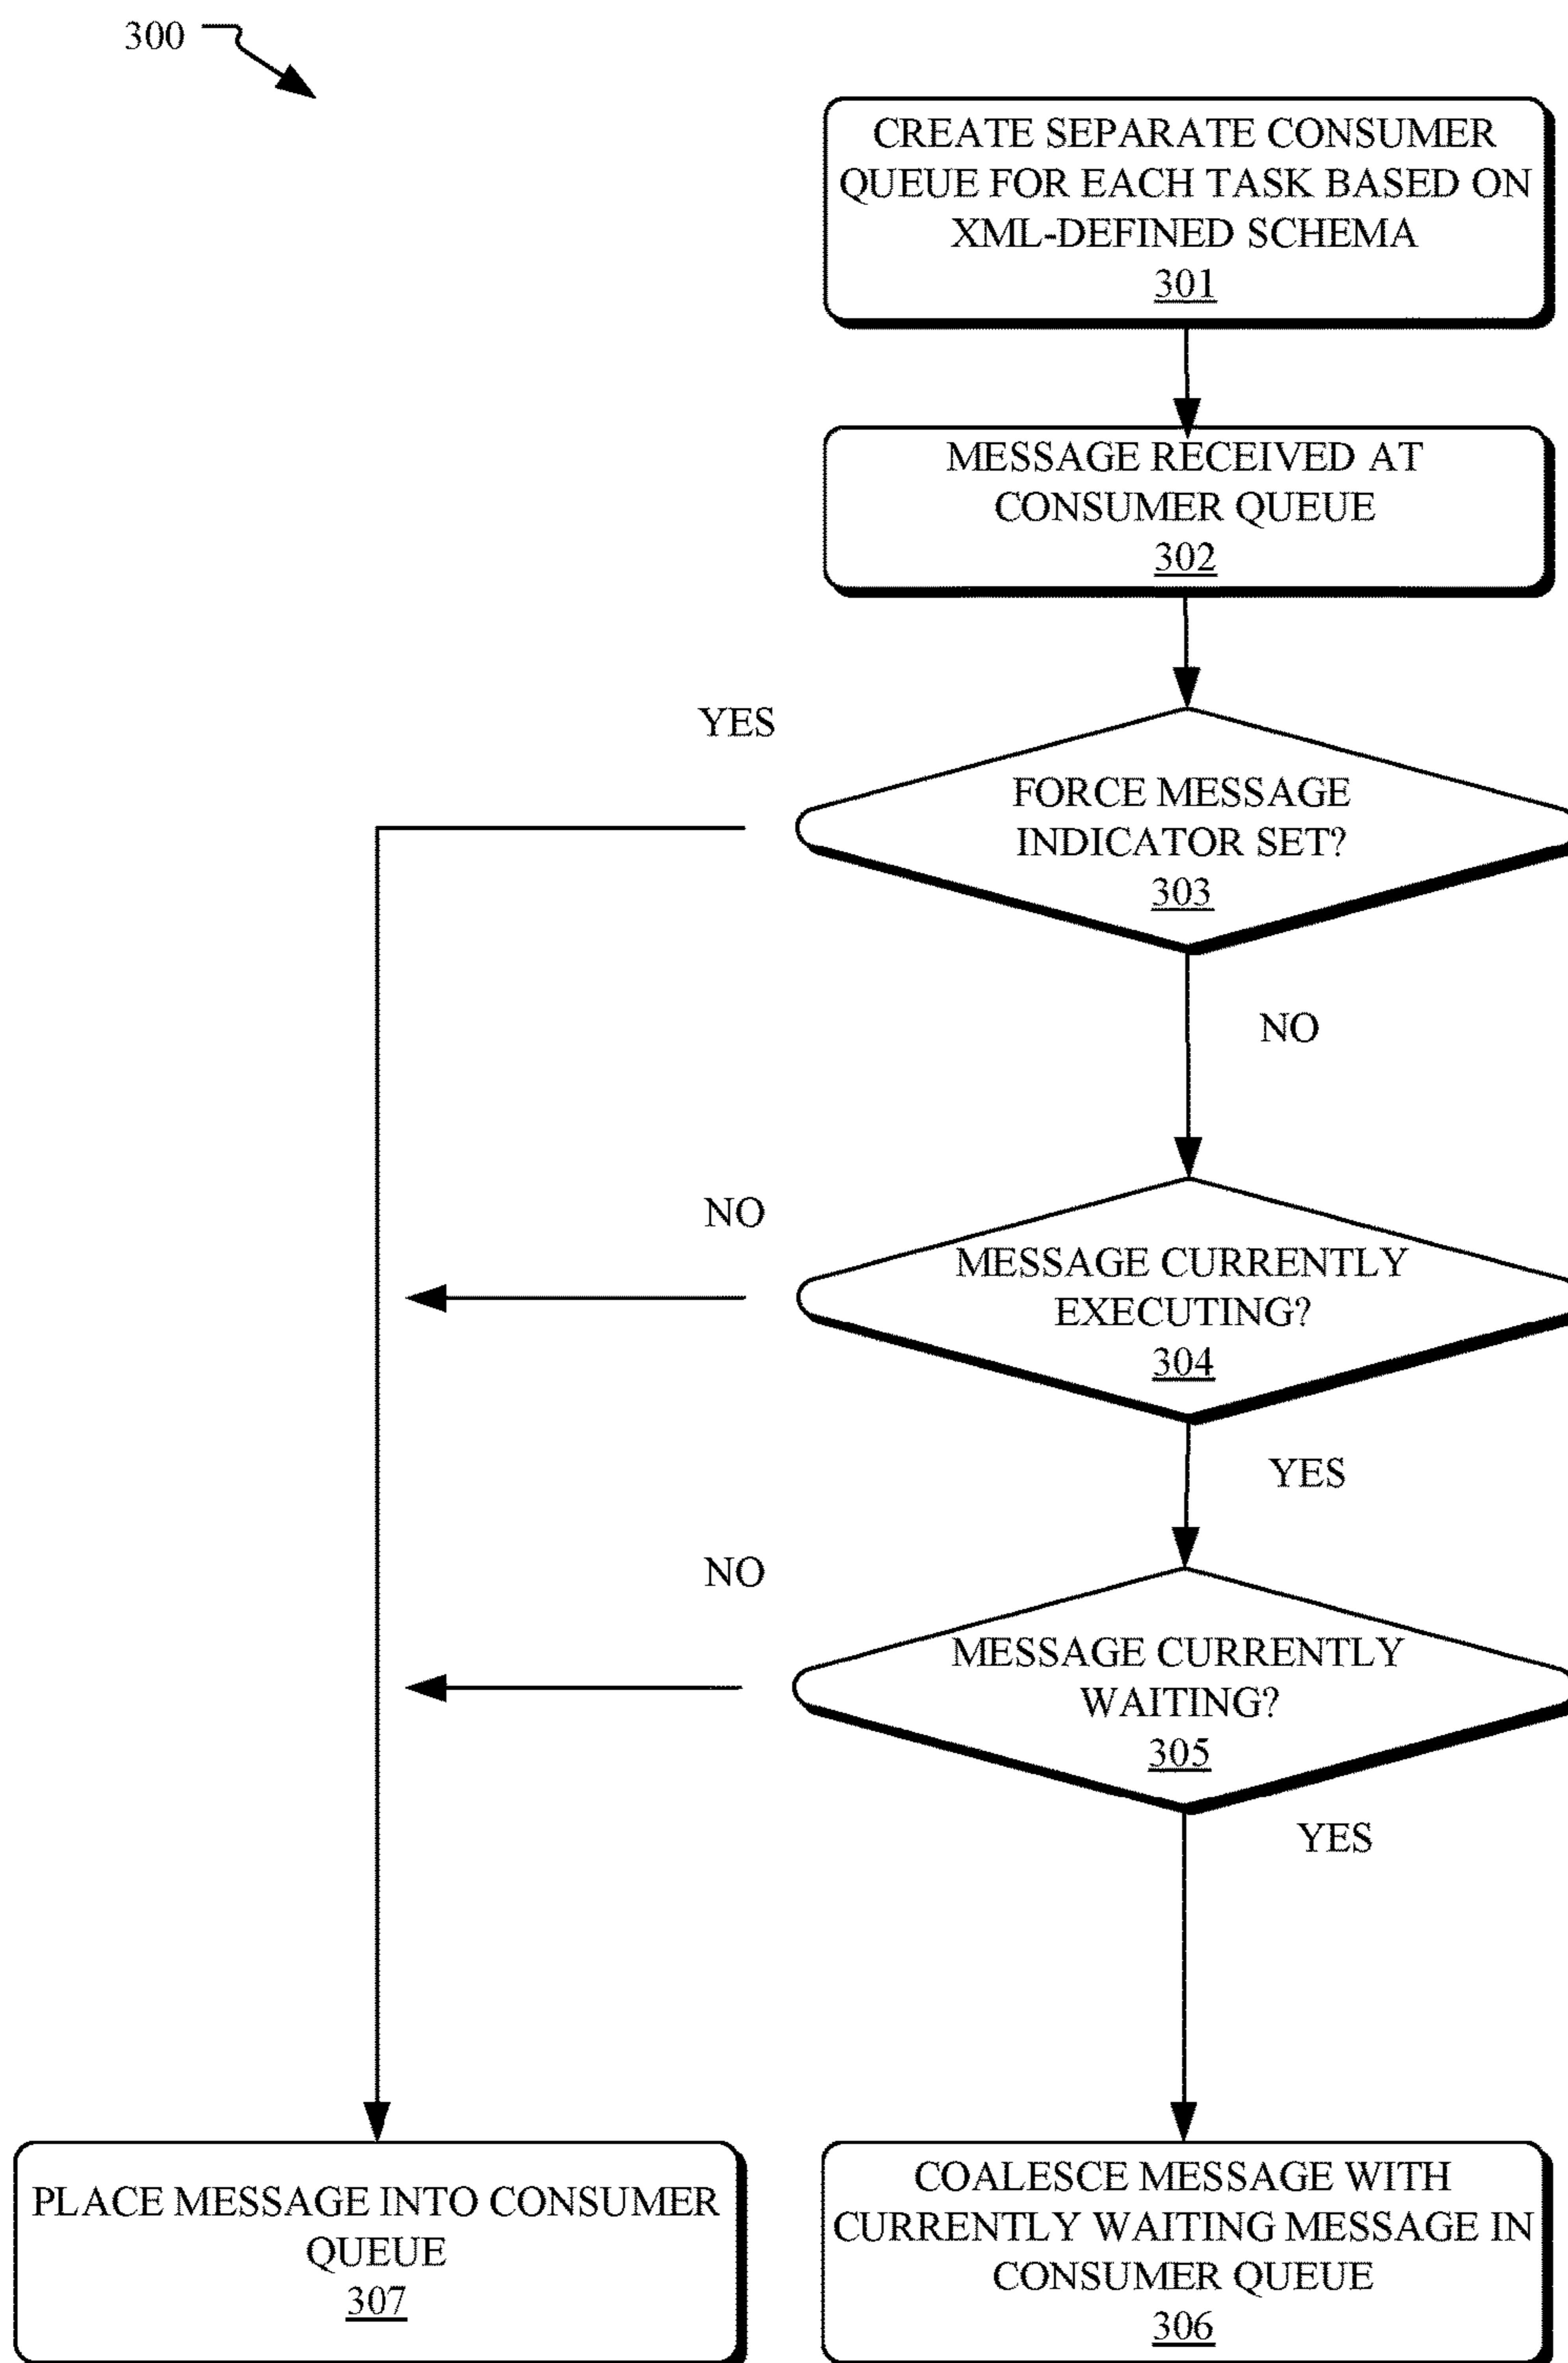 300
CREATE SEPARATE CONSUMER
QUEUE FOR EACH TASK BASED ON
XML-DEFINED SCHEMA
301
MESSAGE RECEIVED AT
CONSUMER QUEUE
302
YES
FORCE MESSAGE
INDICATOR SET?
303
NO
NO
MESSAGE CURRENTLY
EXECUTING?
304
YES
NO
MESSAGE CURRENTLY
WAITING?
305
YES
PLACE MESSAGE INTO CONSUMER
QUEUE
307
COALESCE MESSAGE WITH
CURRENTLY WAITING MESSAGE IN
CONSUMER QUEUE
306